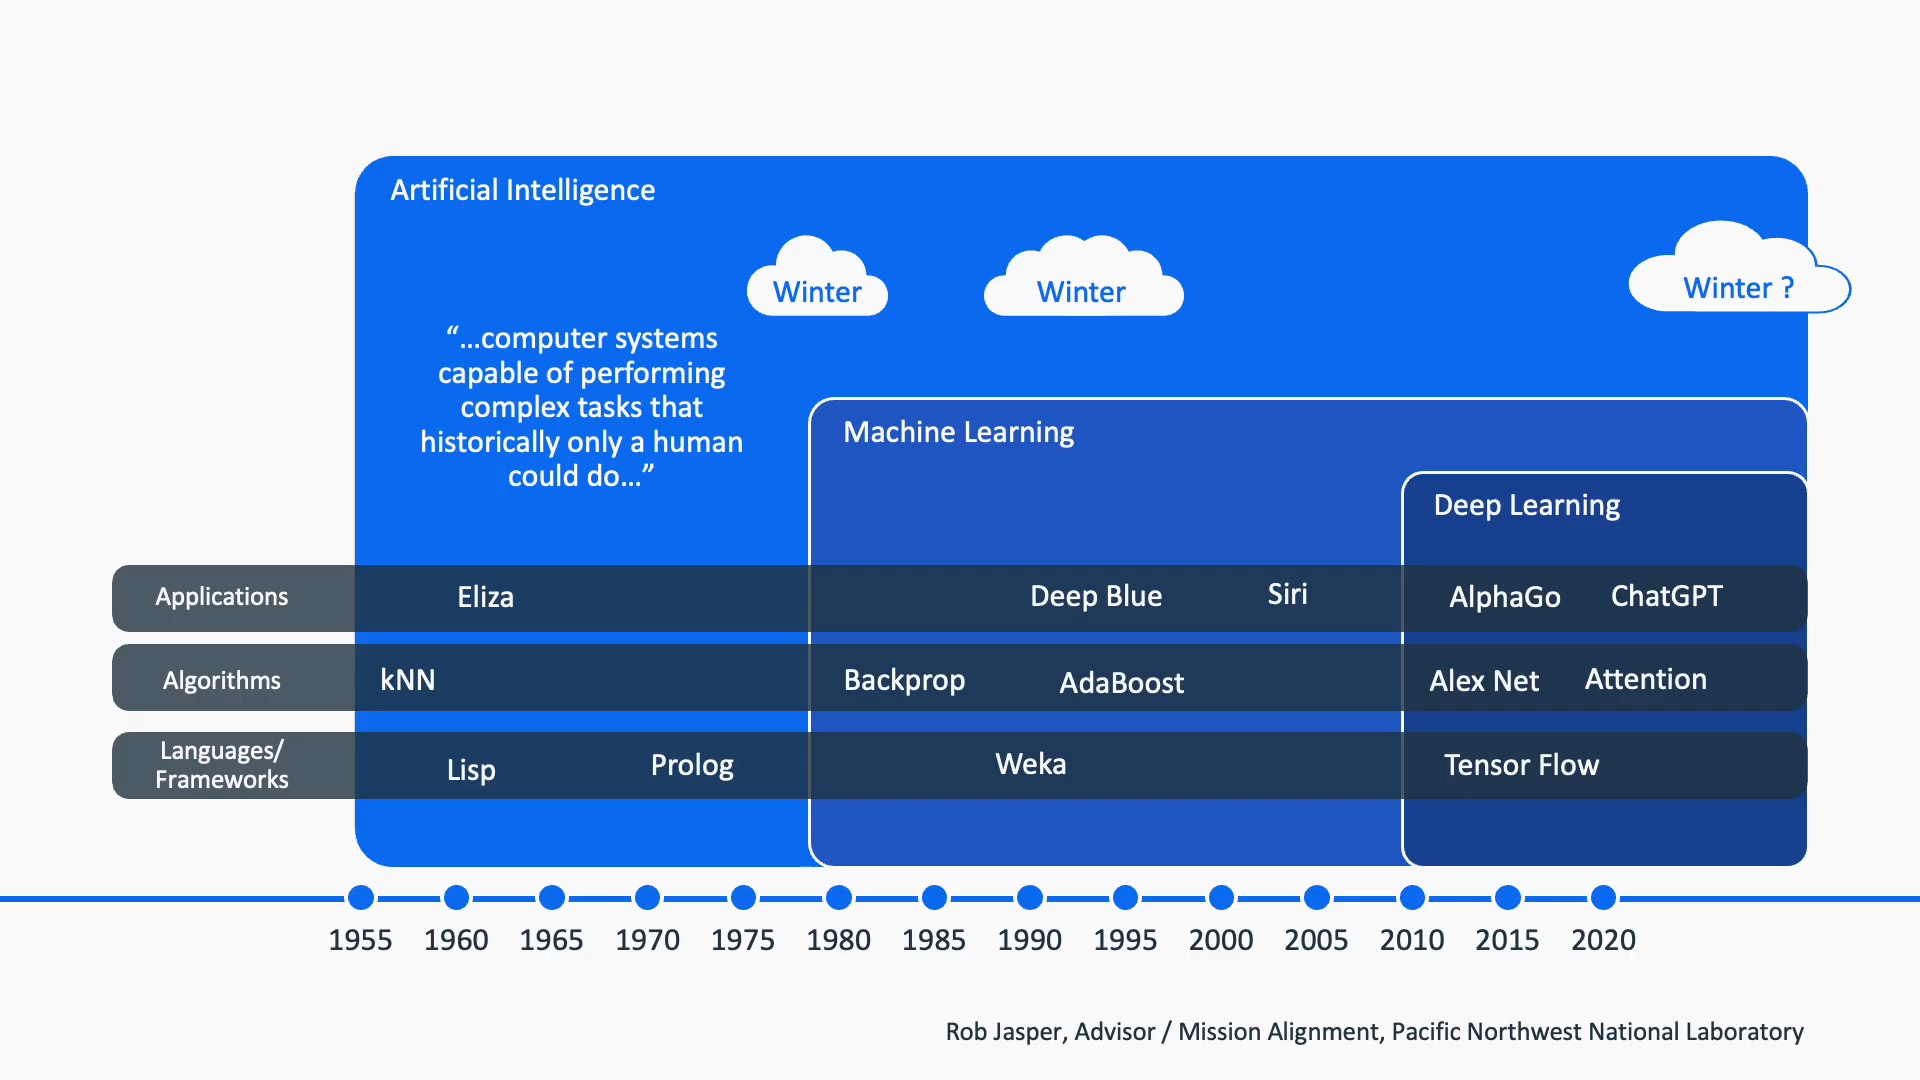 Artificial Intelligence
Winter
Winter
Winter ?
“...computer systems
capable of performing
complex tasks that
historically only a human
could do...”
Machine Learning
Deep Learning
Applications
Eliza
Deep Blue
Siri
AlphaGo
ChatGPT
Algorithms
kNN
Backprop
AdaBoost
Alex Net
Attention
Languages/
Frameworks
Lisp
Prolog
Weka
Tensor Flow
1955 1960 1965 1970 1975 1980 1985 1990 1995 2000 2005 2010 2015 2020
Rob Jasper, Advisor / Mission Alignment, Pacific Northwest National Laboratory